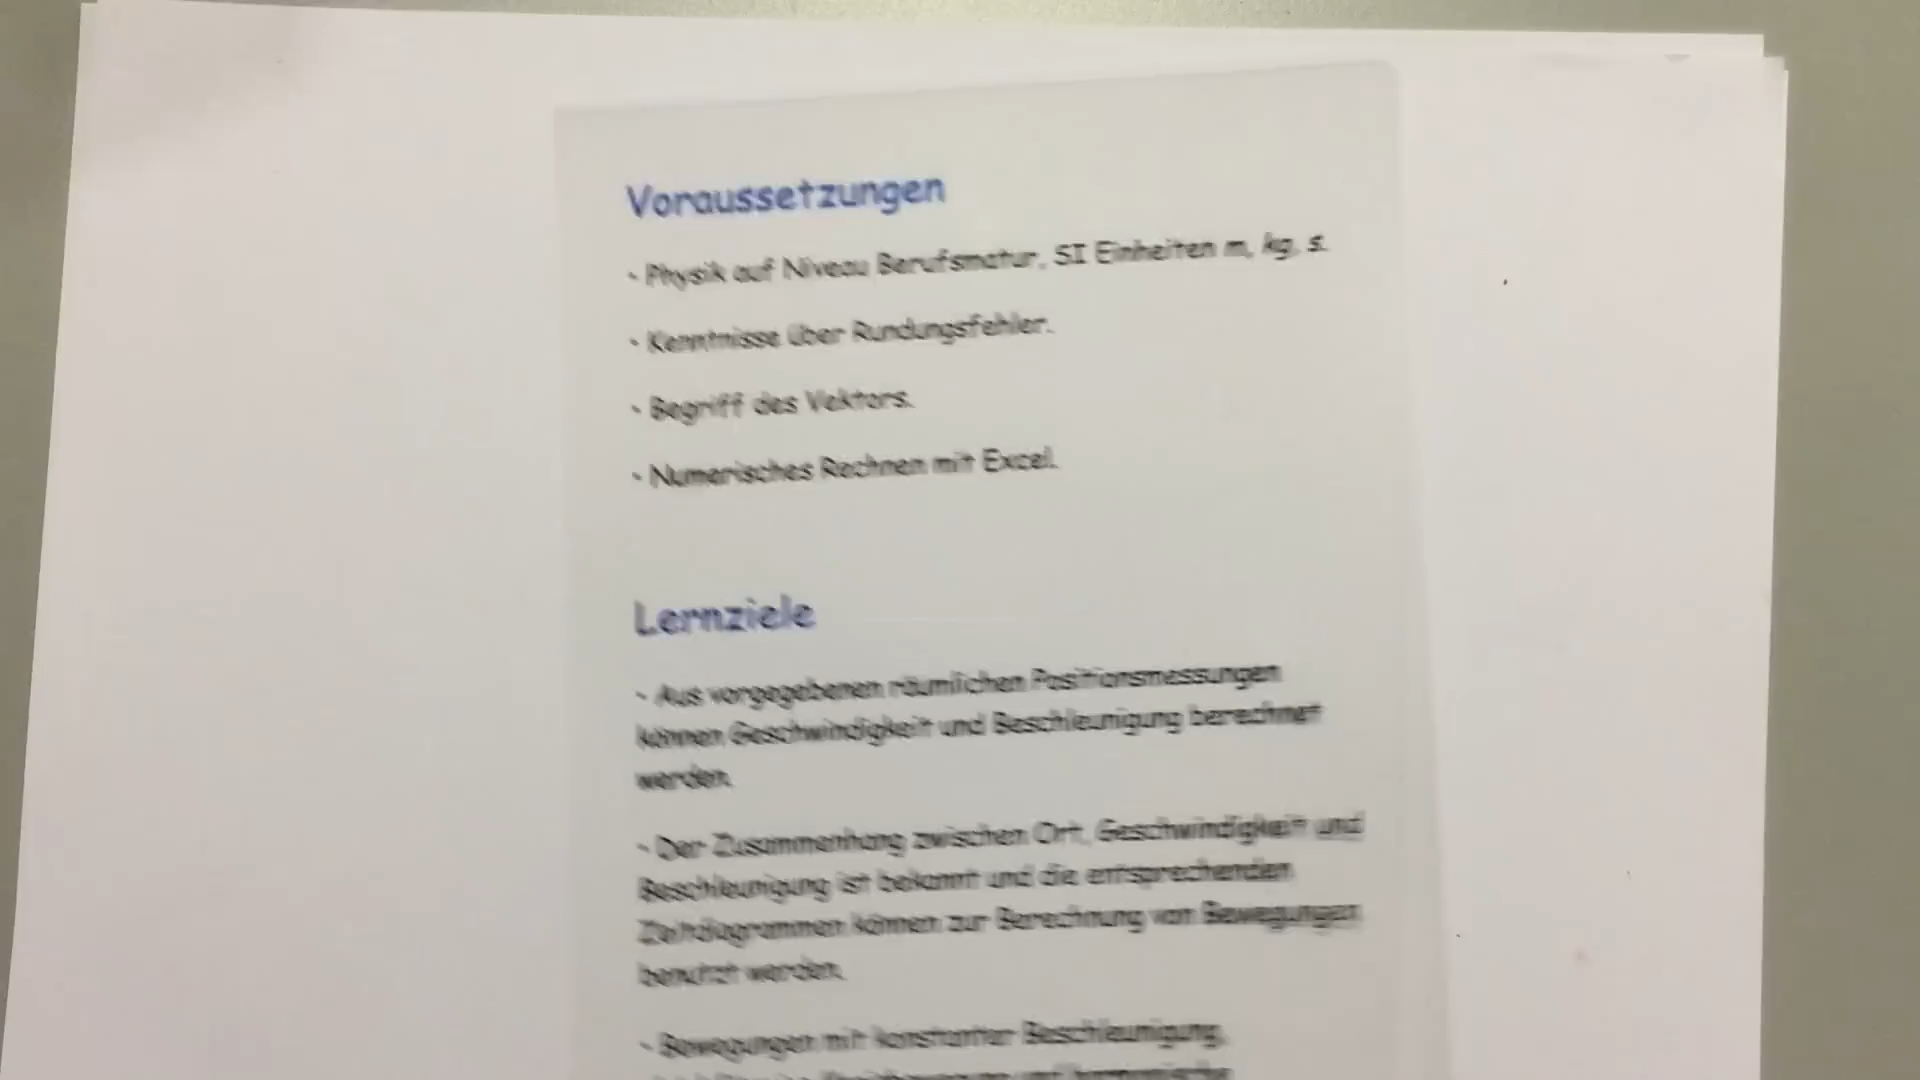 Voraussetzungen
- Physik auf Niveau Berufsmatur, SI Einheiten m, kg, s.
- Kenntnisse über Rundungsfehler.
- Begriff des Vektors.
- Numerisches Rechnen mit Excel.
Lernziele
- Aus vorgegebenen räumlichen Positionsmessungen
können Geschwindigkeit und Beschleunigung berechnet
werden.
- Der Zusammenhang zwischen Ort, Geschwindigkeit und
Beschleunigung ist bekannt und die entsprechenden
Zeitdiagrammen können zur Berechnung von Bewegungen
benutzt werden.
- Bewegungen mit konstanter Beschleunigung,
und harmonische